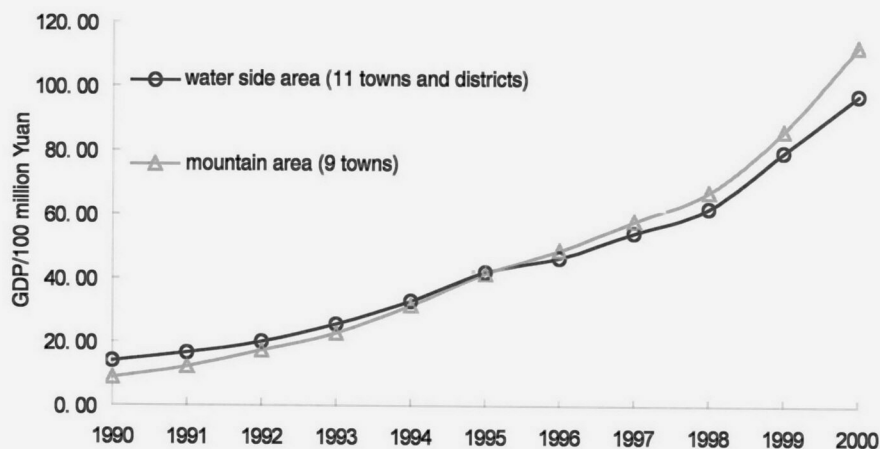 120. 00
100. 00
80. 00
60. 00
40. 00
20. 00
0. 00
GDP/100 million Yuan
water side area (11 towns and districts)
mountain area (9 towns)
1990 1991 1992 1993 1994 1995 1996 1997 1998 1999 2000